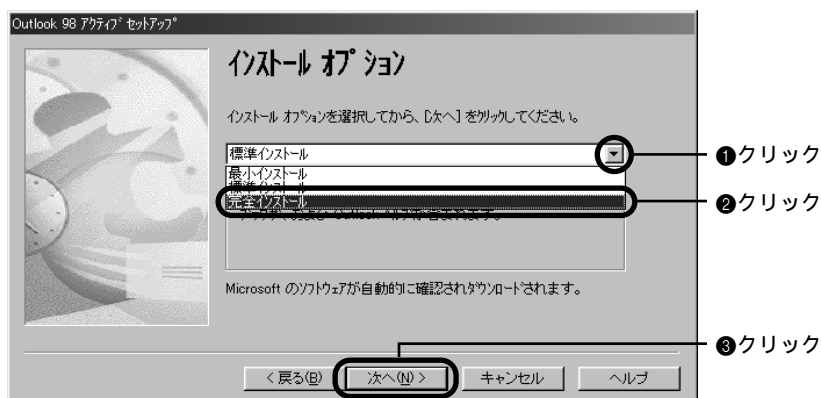 Outlook 98 アクティブ セットアップ
インストール オプション
インストール オプションを選択してから、[次へ] をクリックしてください。
標準インストール
❶クリック
最小インストール
標準インストール
完全インストール
❷クリック
Microsoft のソフトウェアが自動的に確認されダウンロードされます。
❸クリック
< 戻る(B)
次へ(N) >
キャンセル
ヘルプ